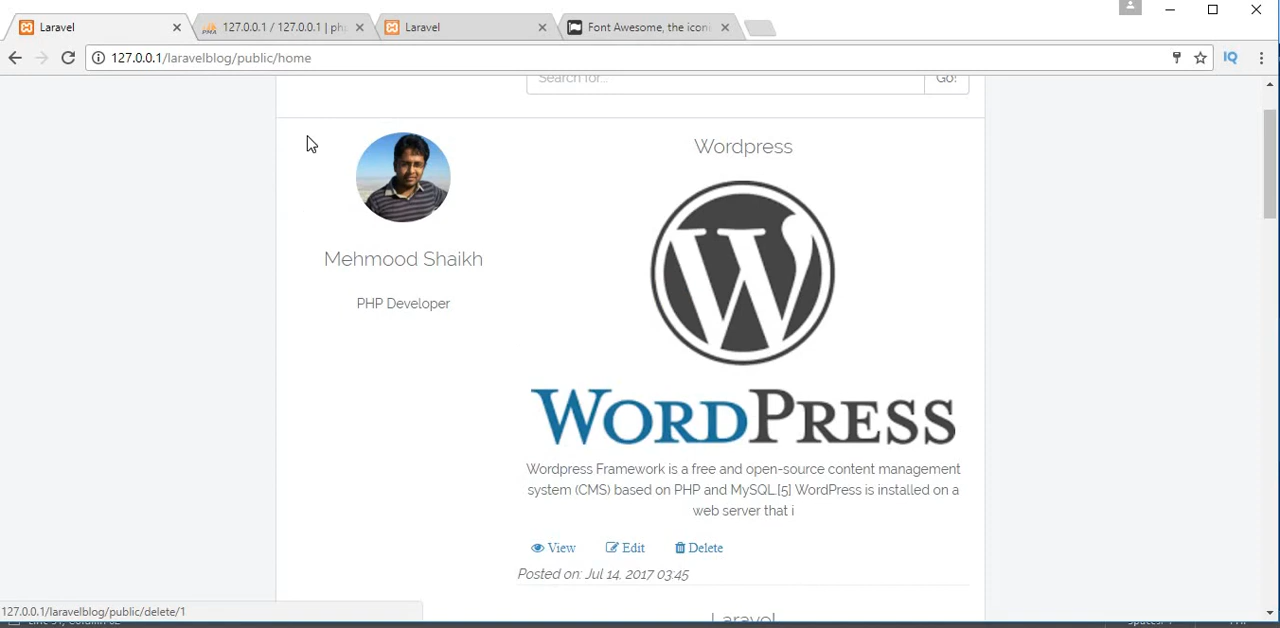 Laravel
127.0.0.1 / 127.0.0.1 | ph
Laravel
Font Awesome, the iconi
127.0.0.1/laravelblog/public/home
IQ
Search for...
Go!
Wordpress
Mehmood Shaikh
PHP Developer
WORDPRESS
Wordpress Framework is a free and open-source content management
system (CMS) based on PHP and MySQL.[5] WordPress is installed on a
web server that i
View Edit Delete
Posted on: Jul 14, 2017 03:45
Laravel
127.0.0.1/laravelblog/public/delete/1